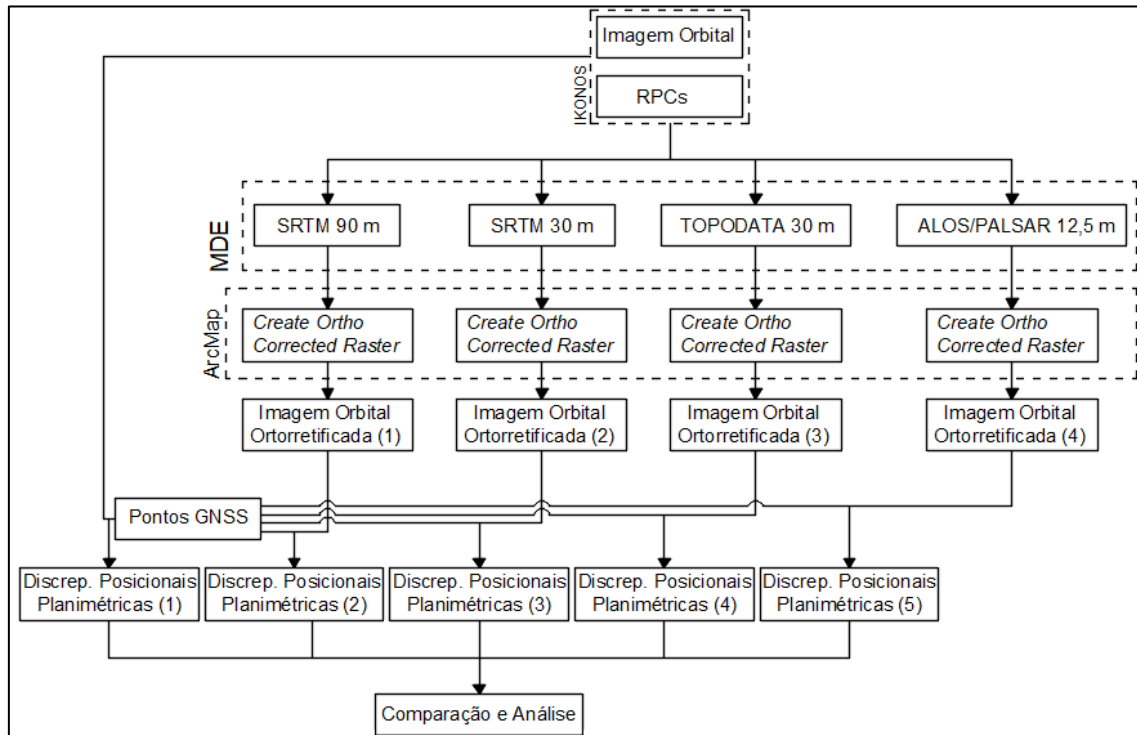 Imagem Orbital
RPCs
IKONOS
SRTM 90 m
SRTM 30 m
TOPODATA 30 m
ALOS/PALSAR 12,5 m
MDE
Create Ortho
Corrected Raster
Create Ortho
Corrected Raster
Create Ortho
Corrected Raster
Create Ortho
Corrected Raster
ArcMap
Imagem Orbital
Ortorretificada (1)
Imagem Orbital
Ortorretificada (2)
Imagem Orbital
Ortorretificada (3)
Imagem Orbital
Ortorretificada (4)
Pontos GNSS
Discrep. Posicionais
Planimétricas (1)
Discrep. Posicionais
Planimétricas (2)
Discrep. Posicionais
Planimétricas (3)
Discrep. Posicionais
Planimétricas (4)
Discrep. Posicionais
Planimétricas (5)
Comparação e Análise